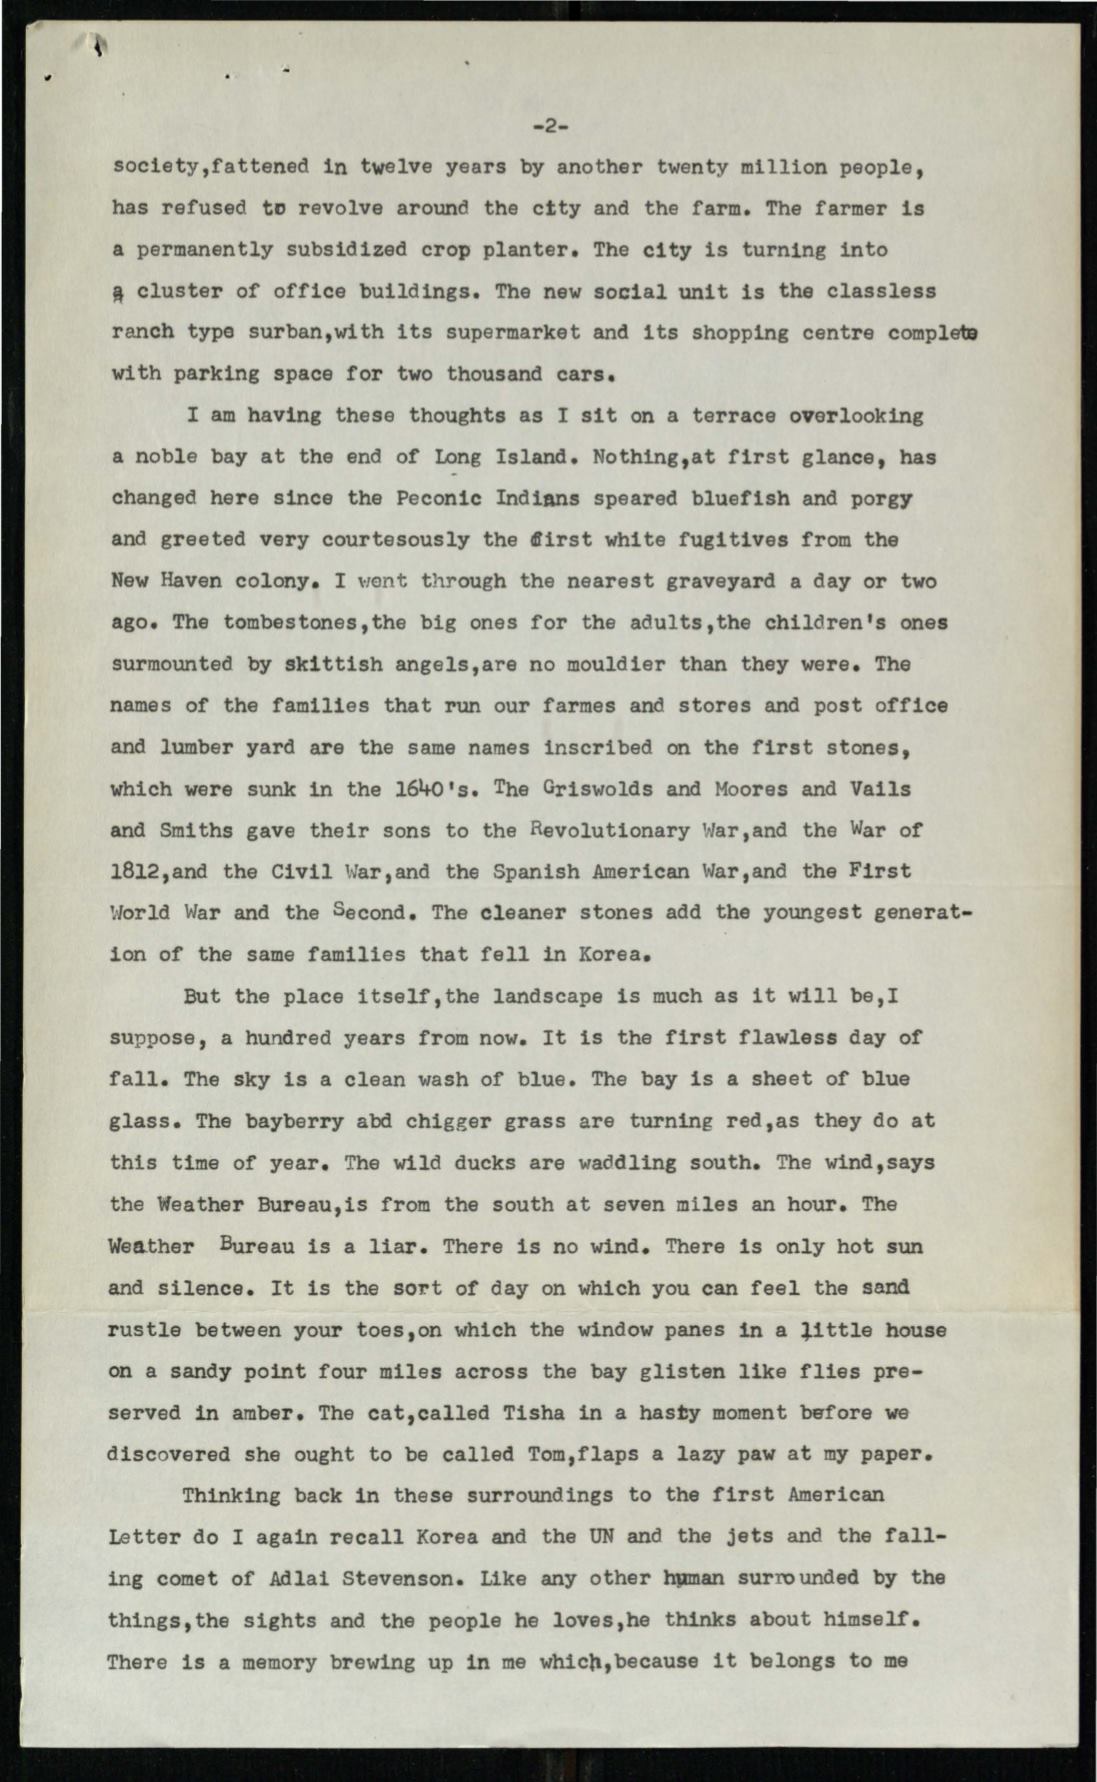 -2-
society,fattened in twelve years by another twenty million people,
has refused to revolve around the city and the farm. The farmer is
a permanently subsidized crop planter. The city is turning into
a cluster of office buildings. The new social unit is the classless
ranch type surban,with its supermarket and its shopping centre complete
with parking space for two thousand cars.
I am having these thoughts as I sit on a terrace overlooking
a noble bay at the end of Long Island. Nothing,at first glance, has
changed here since the Peconic Indians speared bluefish and porgy
and greeted very courtesously the first white fugitives from the
New Haven colony. I went through the nearest graveyard a day or two
ago. The tombestones,the big ones for the adults,the children's ones
surmounted by skittish angels,are no mouldier than they were. The
names of the families that run our farmes and stores and post office
and lumber yard are the same names inscribed on the first stones,
which were sunk in the 1640's. The Griswolds and Moores and Vails
and Smiths gave their sons to the Revolutionary War,and the War of
1812,and the Civil War,and the Spanish American War,and the First
World War and the Second. The cleaner stones add the youngest generat-
ion of the same families that fell in Korea.
But the place itself,the landscape is much as it will be,I
suppose, a hundred years from now. It is the first flawless day of
fall. The sky is a clean wash of blue. The bay is a sheet of blue
glass. The bayberry abd chigger grass are turning red,as they do at
this time of year. The wild ducks are waddling south. The wind,says
the Weather Bureau,is from the south at seven miles an hour. The
Weather Bureau is a liar. There is no wind. There is only hot sun
and silence. It is the sort of day on which you can feel the sand
rustle between your toes,on which the window panes in a little house
on a sandy point four miles across the bay glisten like flies pre-
served in amber. The cat,called Tisha in a hasty moment before we
discovered she ought to be called Tom,flaps a lazy paw at my paper.
Thinking back in these surroundings to the first American
Letter do I again recall Korea and the UN and the jets and the fall-
ing comet of Adlai Stevenson. Like any other human surrounded by the
things,the sights and the people he loves,he thinks about himself.
There is a memory brewing up in me which,because it belongs to me